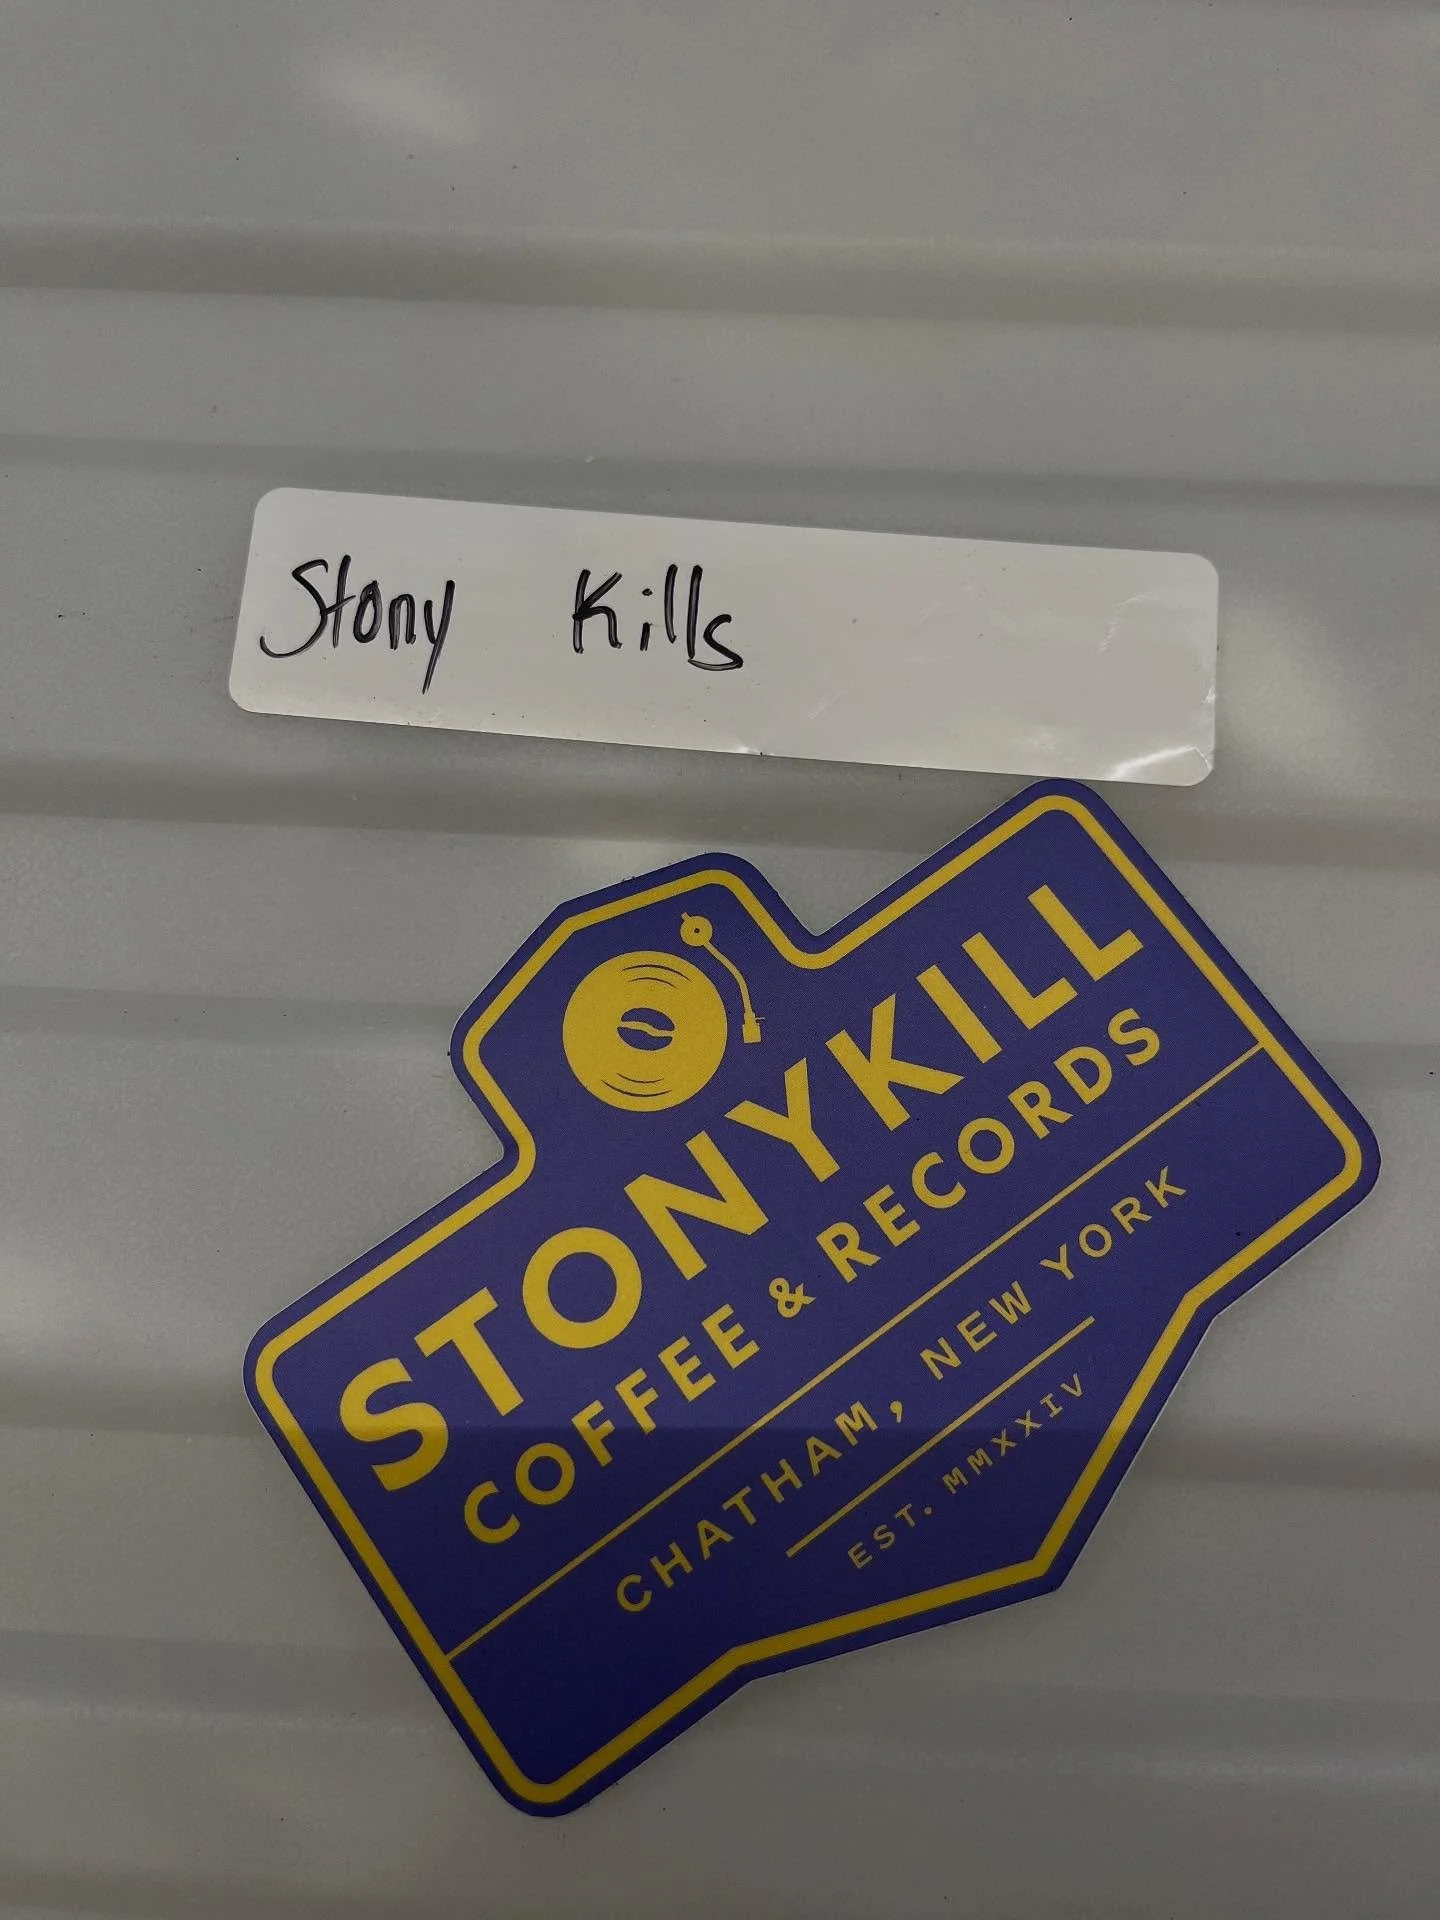 Stony Kills
STONYKILL
COFFEE & RECORDS
CHATHAM, NEW YORK
EST. MMXXIV